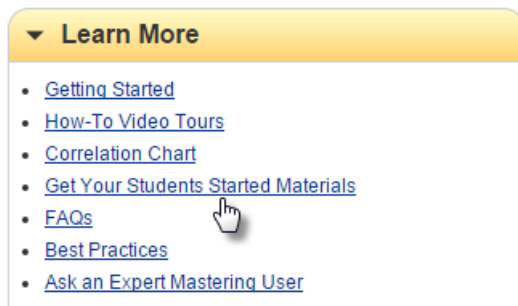 Learn More
Getting Started
How-To Video Tours
Correlation Chart
Get Your Students Started Materials
FAQs
Best Practices
Ask an Expert Mastering User